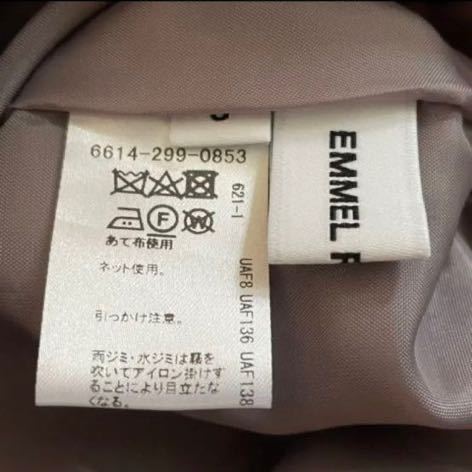 6614-299-0853
F
W
あて布使用
ネット使用。
引っかけ注意。
雨ジミ・水ジミは霧を
吹いてアイロン掛けす
ることにより目立たな
くなる。
621-1
UAF8 UAF136 UAF138
EMMEL R